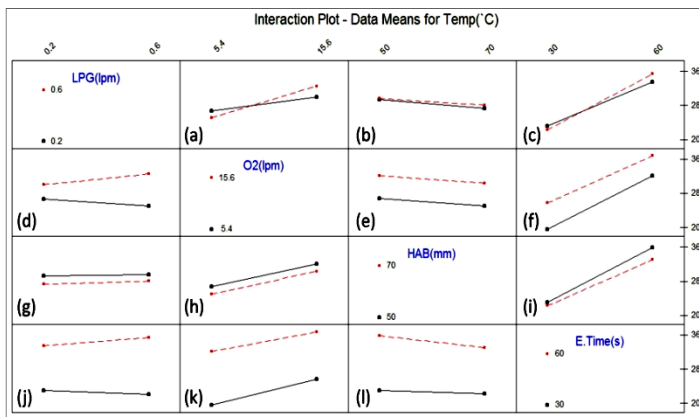 Interaction Plot - Data Means for Temp(`C)
0.2 0.6 5.4 15.6 50 70 30 60
LPG(lpm)
0.6
0.2
(a)
(b)
(c)
36
28
20
(d)
O2(lpm)
15.6
5.4
(e)
(f)
36
28
20
(g)
(h)
HAB(mm)
70
50
(i)
36
28
20
(j)
(k)
(l)
E.Time(s)
60
30
36
28
20